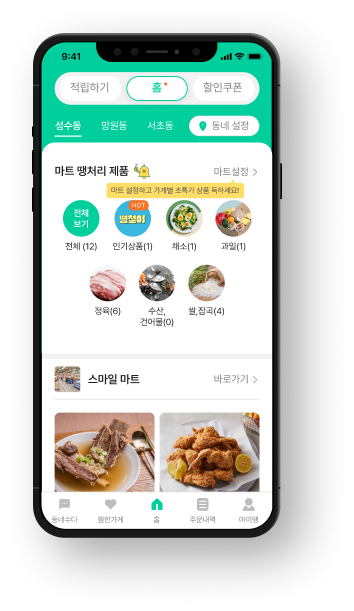 9:41
적립하기
홈
할인쿠폰
성수동
망원동
서초동
동네 설정
마트 땡처리 제품
마트설정
마트 설정하고 가게별 초특가 상품 득하세요!
전체
보기
HOT
땡철이
전체 (12)
인기상품(1)
채소(1)
과일(1)
정육(6)
수산,
건어물(0)
쌀,잡곡(4)
스마일 마트
바로가기
동네수다
찜한가게
홈
주문내역
마이땡